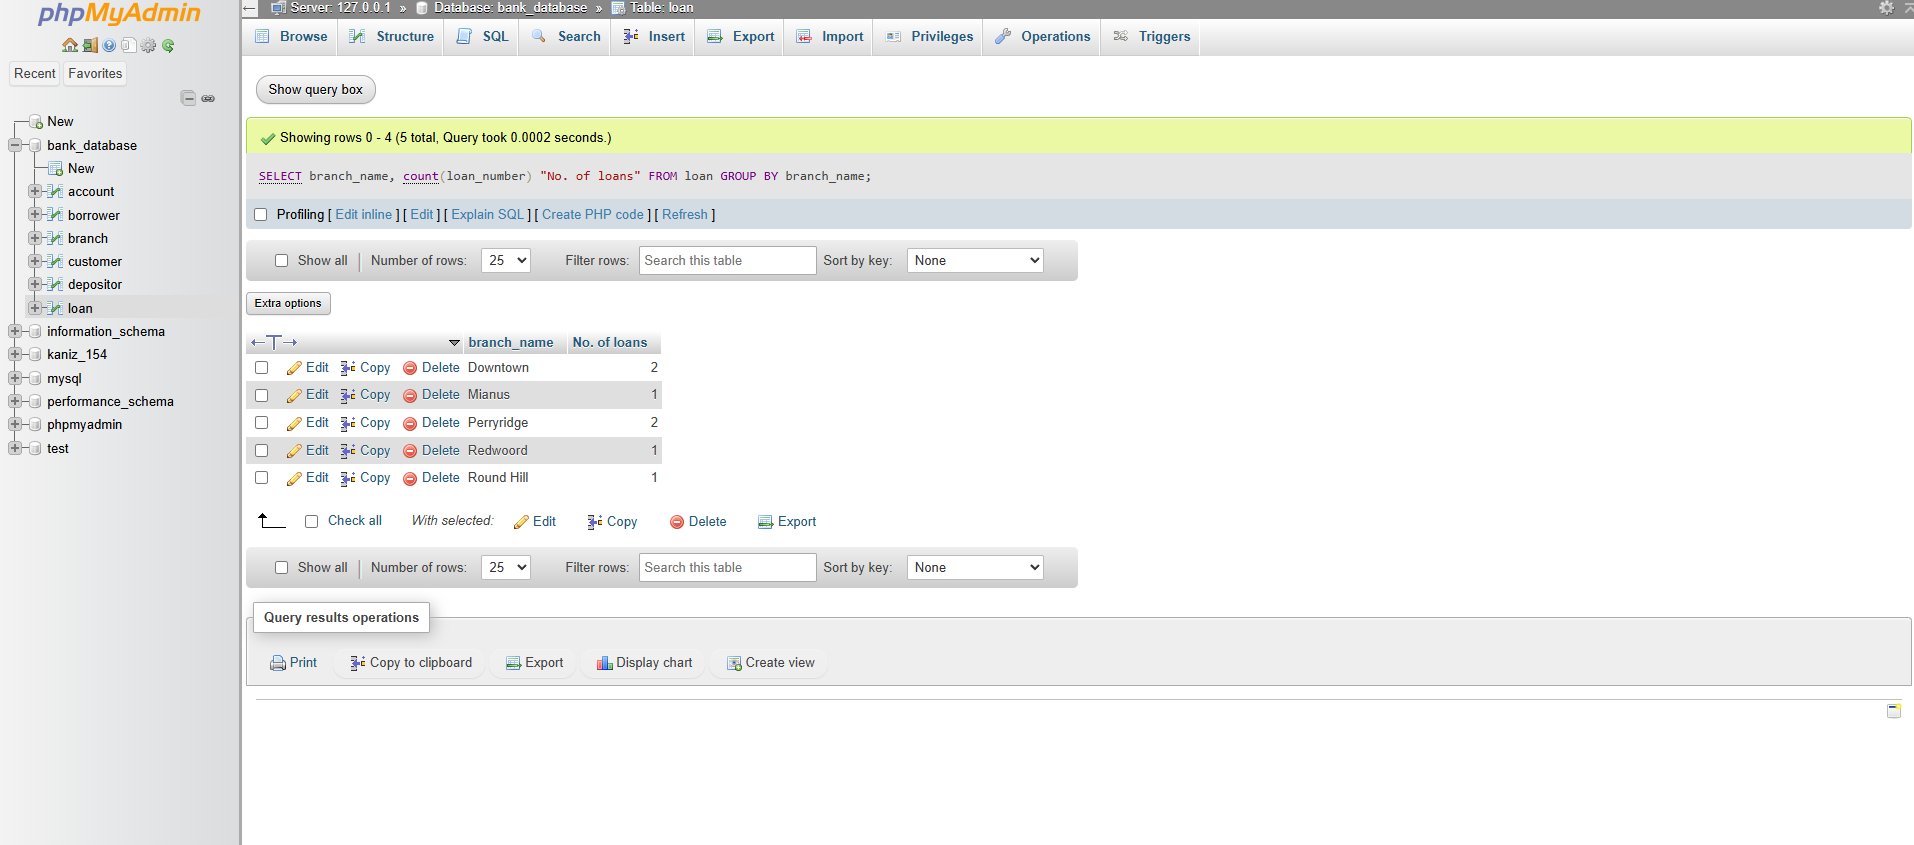 phpMyAdmin
Recent Favorites
New
bank_database
New
account
borrower
branch
customer
depositor
loan
information_schema
kaniz_154
mysql
performance_schema
phpmyadmin
test
Server: 127.0.0.1 » Database: bank_database » Table: loan
Browse Structure SQL Search Insert Export Import Privileges Operations Triggers
Show query box
Showing rows 0 - 4 (5 total, Query took 0.0002 seconds.)
SELECT branch_name, count(loan_number) "No. of loans" FROM loan GROUP BY branch_name;
Profiling [ Edit inline ] [ Edit ] [ Explain SQL ] [ Create PHP code ] [ Refresh ]
Show all | Number of rows: 25 Filter rows: Search this table Sort by key: None
Extra options
←T→ branch_name No. of loans
Edit Copy Delete Downtown 2
Edit Copy Delete Mianus 1
Edit Copy Delete Perryridge 2
Edit Copy Delete Redwoord 1
Edit Copy Delete Round Hill 1
Check all With selected: Edit Copy Delete Export
Show all | Number of rows: 25 Filter rows: Search this table Sort by key: None
Query results operations
Print Copy to clipboard Export Display chart Create view